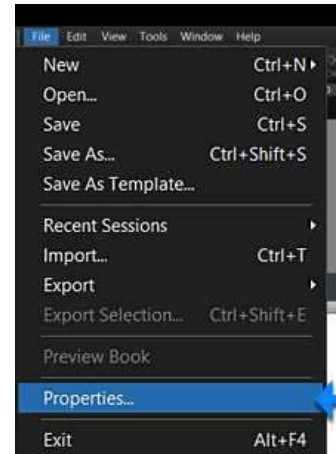 File Edit View Tools Window Help
New Ctrl+N
Open... Ctrl+O
Save Ctrl+S
Save As... Ctrl+Shift+S
Save As Template...
Recent Sessions
Import... Ctrl+T
Export
Export Selection... Ctrl+Shift+E
Preview Book
Properties...
Exit Alt+F4